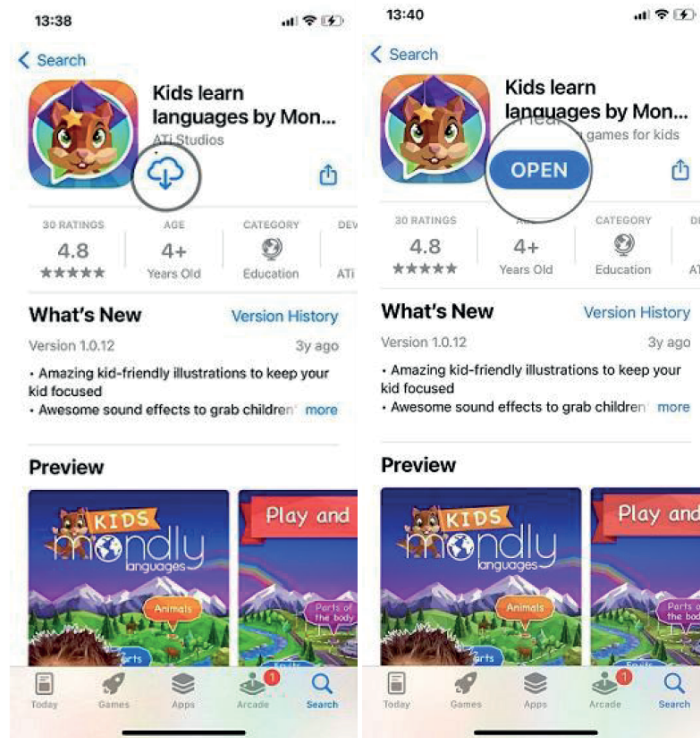 13:38
Search
Kids learn
languages by Mon...
ATi Studios
30 RATINGS
AGE
CATEGORY
DEV
4.8
4+
Years Old
Education
ATi
What's New
Version History
Version 1.0.12
3y ago
• Amazing kid-friendly illustrations to keep your
kid focused
• Awesome sound effects to grab children'
more
Preview
KIDS
mondly
languages
Animals
Play and
Parts of
the body
Today
Games
Apps
Arcade
1
Search
13:40
Search
Kids learn
languages by Mon...
games for kids
OPEN
30 RATINGS
CATEGORY
4.8
4+
Years Old
Education
What's New
Version History
Version 1.0.12
3y ago
• Amazing kid-friendly illustrations to keep your
kid focused
• Awesome sound effects to grab children'
more
Preview
KIDS
mondly
languages
Animals
Play and
Today
Games
Apps
Arcade
1
Search